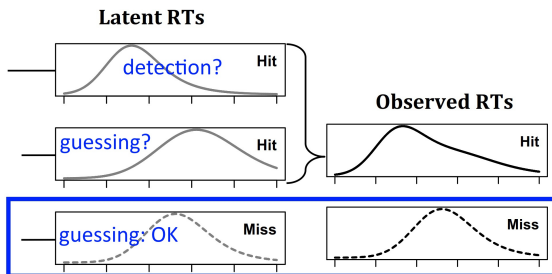 Latent RTs
Hit
detection?
Observed RTs
Hit
guessing?
Hit
Miss
guessing: OK
Miss